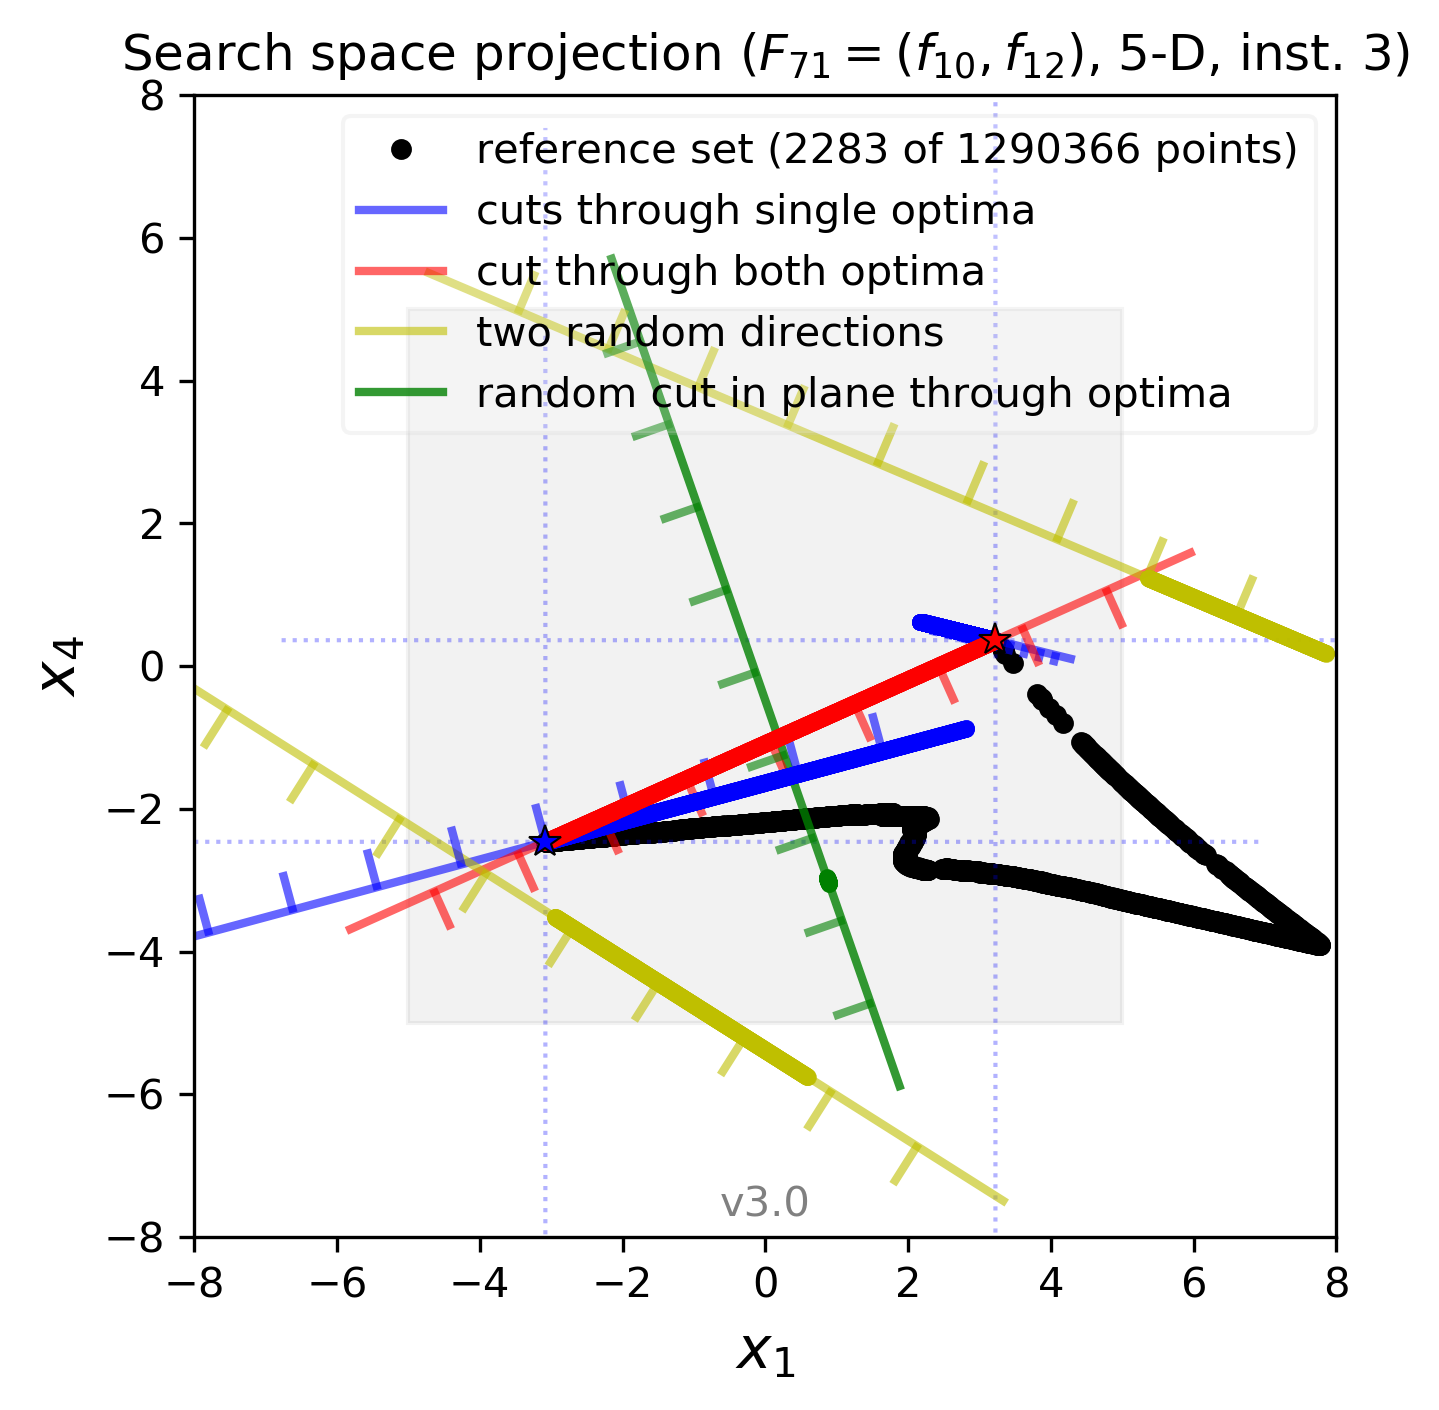 Search space projection (F₇₁ = (f₁₀, f₁₂), 5-D, inst. 3)
reference set (2283 of 1290366 points)
cuts through single optima
cut through both optima
two random directions
random cut in plane through optima
8
6
4
2
0
−2
−4
−6
−8
x₄
v3.0
−8 −6 −4 −2 0 2 4 6 8
x₁